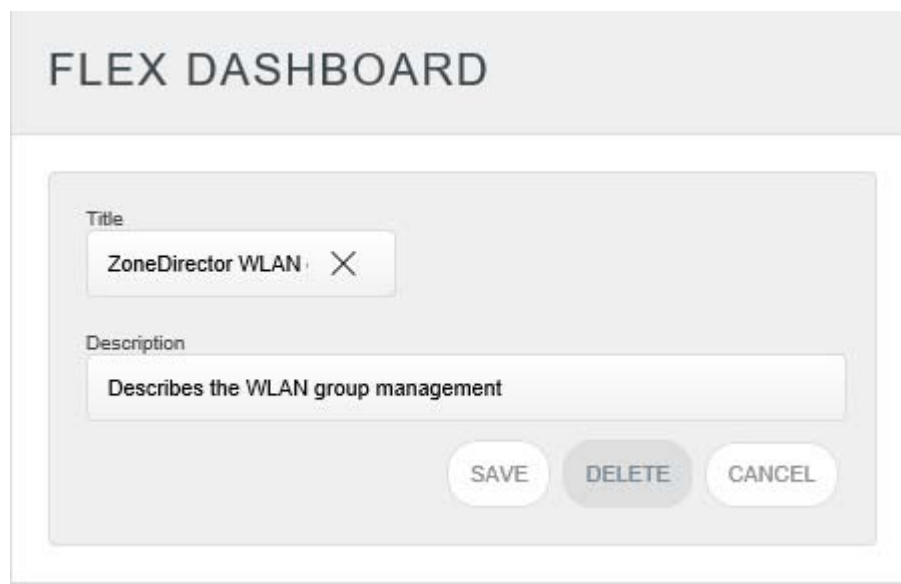 FLEX DASHBOARD
Title
ZoneDirector WLAN
Description
Describes the WLAN group management
SAVE DELETE CANCEL